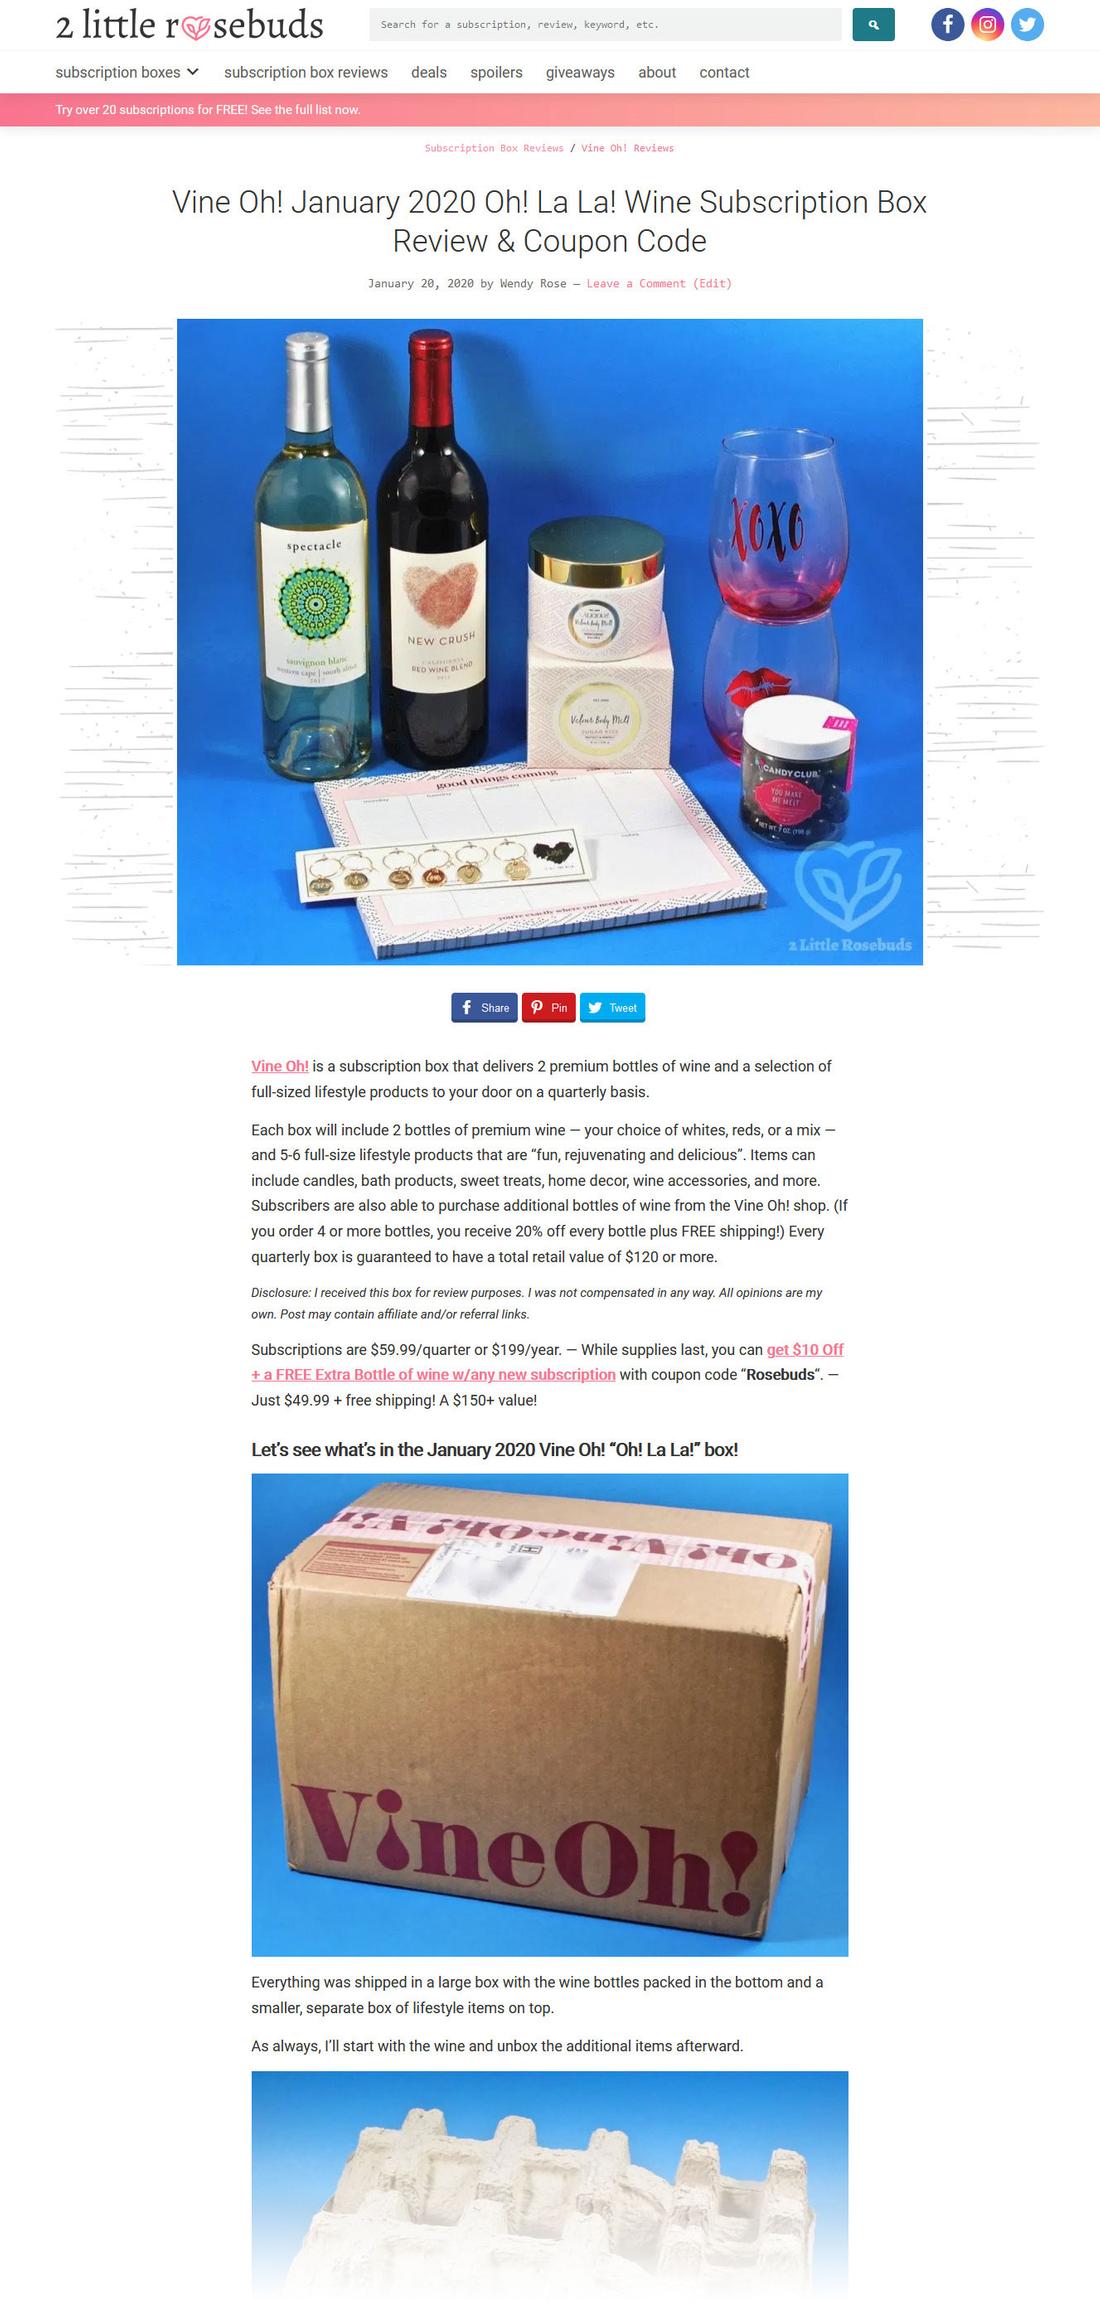 2 little rosebuds
Search for a subscription, review, keyword, etc.
subscription boxes subscription box reviews deals spoilers giveaways about contact
Try over 20 subscriptions for FREE! See the full list now.
Subscription Box Reviews / Vine Oh! Reviews
Vine Oh! January 2020 Oh! La La! Wine Subscription Box
Review & Coupon Code
January 20, 2020 by Wendy Rose — Leave a Comment (Edit)
spectacle
sauvignon blanc
western cape | south africa
2017
NEW CRUSH
CALIFORNIA
RED WINE BLEND
XOXO
Velour Body Melt
SUGAR KISS
CANDY CLUB
YOU MAKE
ME MELT
NET WT. 7 OZ. (198 g)
good things coming
you're exactly where you need to be
2 Little Rosebuds
Share Pin Tweet
Vine Oh! is a subscription box that delivers 2 premium bottles of wine and a selection of
full-sized lifestyle products to your door on a quarterly basis.
Each box will include 2 bottles of premium wine — your choice of whites, reds, or a mix —
and 5-6 full-size lifestyle products that are “fun, rejuvenating and delicious”. Items can
include candles, bath products, sweet treats, home decor, wine accessories, and more.
Subscribers are also able to purchase additional bottles of wine from the Vine Oh! shop. (If
you order 4 or more bottles, you receive 20% off every bottle plus FREE shipping!) Every
quarterly box is guaranteed to have a total retail value of $120 or more.
Disclosure: I received this box for review purposes. I was not compensated in any way. All opinions are my
own. Post may contain affiliate and/or referral links.
Subscriptions are $59.99/quarter or $199/year. — While supplies last, you can get $10 Off
+ a FREE Extra Bottle of wine w/any new subscription with coupon code “Rosebuds“. —
Just $49.99 + free shipping! A $150+ value!
Let’s see what’s in the January 2020 Vine Oh! “Oh! La La!” box!
Vine Oh!
Everything was shipped in a large box with the wine bottles packed in the bottom and a
smaller, separate box of lifestyle items on top.
As always, I’ll start with the wine and unbox the additional items afterward.